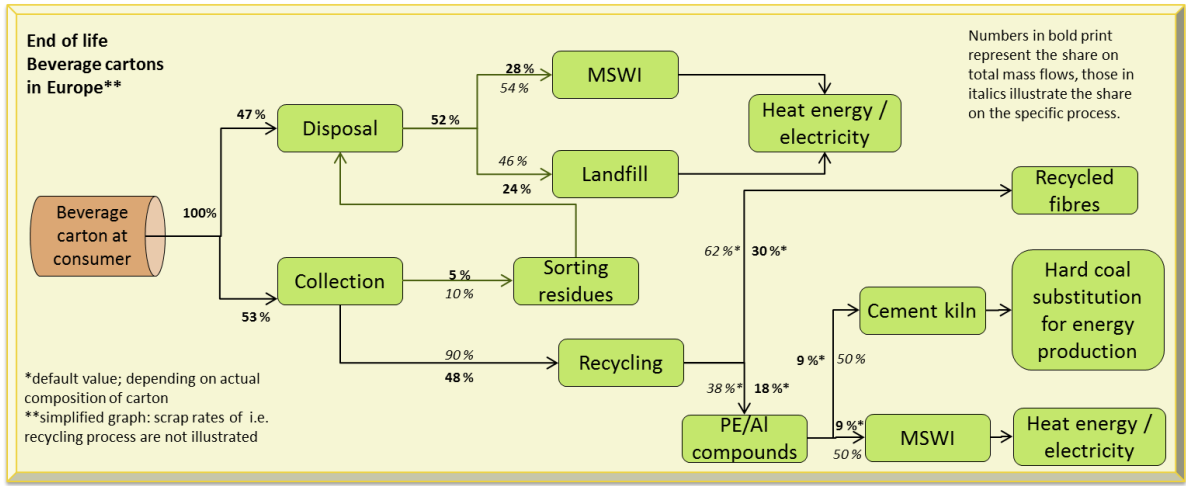 End of life
Beverage cartons
in Europe**
Numbers in bold print
represent the share on
total mass flows, those in
italics illustrate the share
on the specific process.
28 %
54 %
MSWI
47 %
Disposal
52 %
Heat energy /
electricity
46 %
24 %
Landfill
Recycled
fibres
Beverage
carton at
consumer
100%
62 %*
30 %*
Collection
53 %
5 %
10 %
Sorting
residues
Hard coal
substitution
for energy
production
Cement kiln
90 %
48 %
Recycling
9 %*
50 %
38 %*
18 %*
PE/Al
compounds
9 %*
50 %
MSWI
Heat energy /
electricity
*default value; depending on actual
composition of carton
**simplified graph: scrap rates of i.e.
recycling process are not illustrated